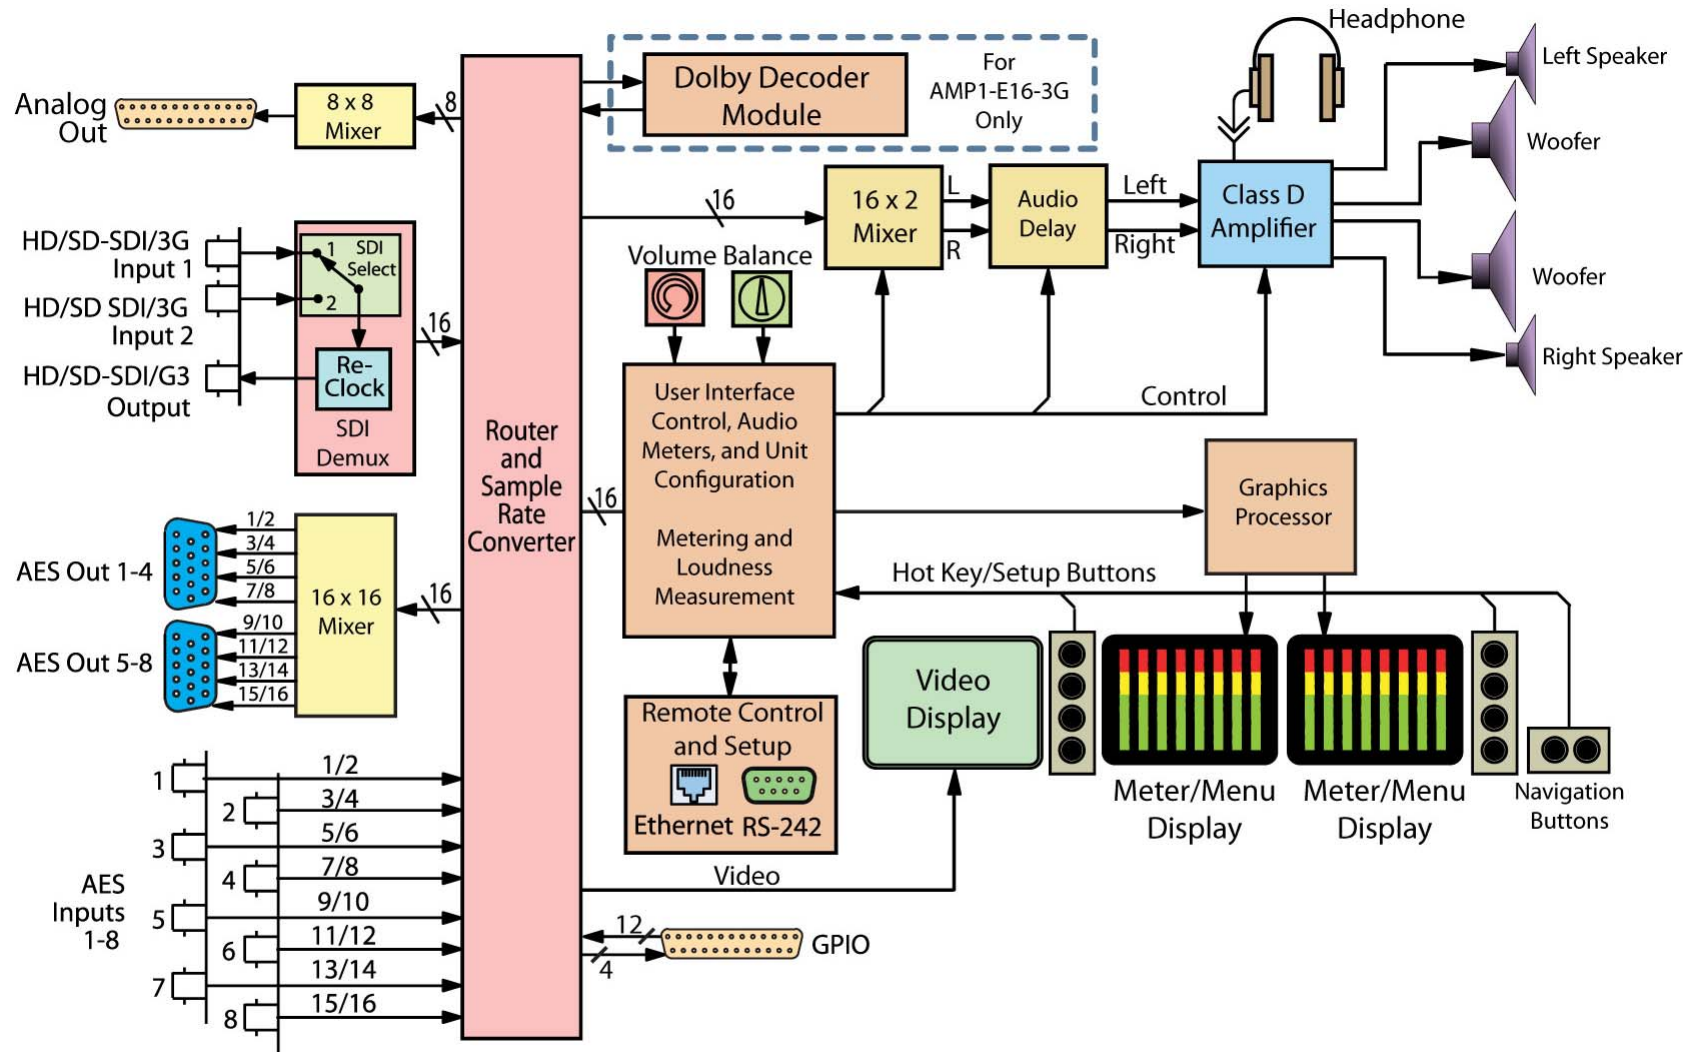 Headphone
Left Speaker
Woofer
Woofer
Right Speaker
Analog
Out
8 x 8
Mixer
8
Dolby Decoder
Module
For
AMP1-E16-3G
Only
16
16 x 2
Mixer
L
R
Audio
Delay
Left
Right
Class D
Amplifier
HD/SD-SDI/3G
Input 1
HD/SD SDI/3G
Input 2
HD/SD-SDI/G3
Output
1
2
SDI
Select
Re-
Clock
SDI
Demux
16
Volume
Balance
Router
and
Sample
Rate
Converter
User Interface
Control, Audio
Meters, and Unit
Configuration
Metering and
Loudness
Measurement
16
Control
Graphics
Processor
Hot Key/Setup Buttons
AES Out 1-4
1/2
3/4
5/6
7/8
AES Out 5-8
9/10
11/12
13/14
15/16
16 x 16
Mixer
16
Remote Control
and Setup
Ethernet
RS-242
Video
Display
Meter/Menu
Display
Meter/Menu
Display
Navigation
Buttons
Video
AES
Inputs
1-8
1
2
3
4
5
6
7
8
1/2
3/4
5/6
7/8
9/10
11/12
13/14
15/16
12
4
GPIO